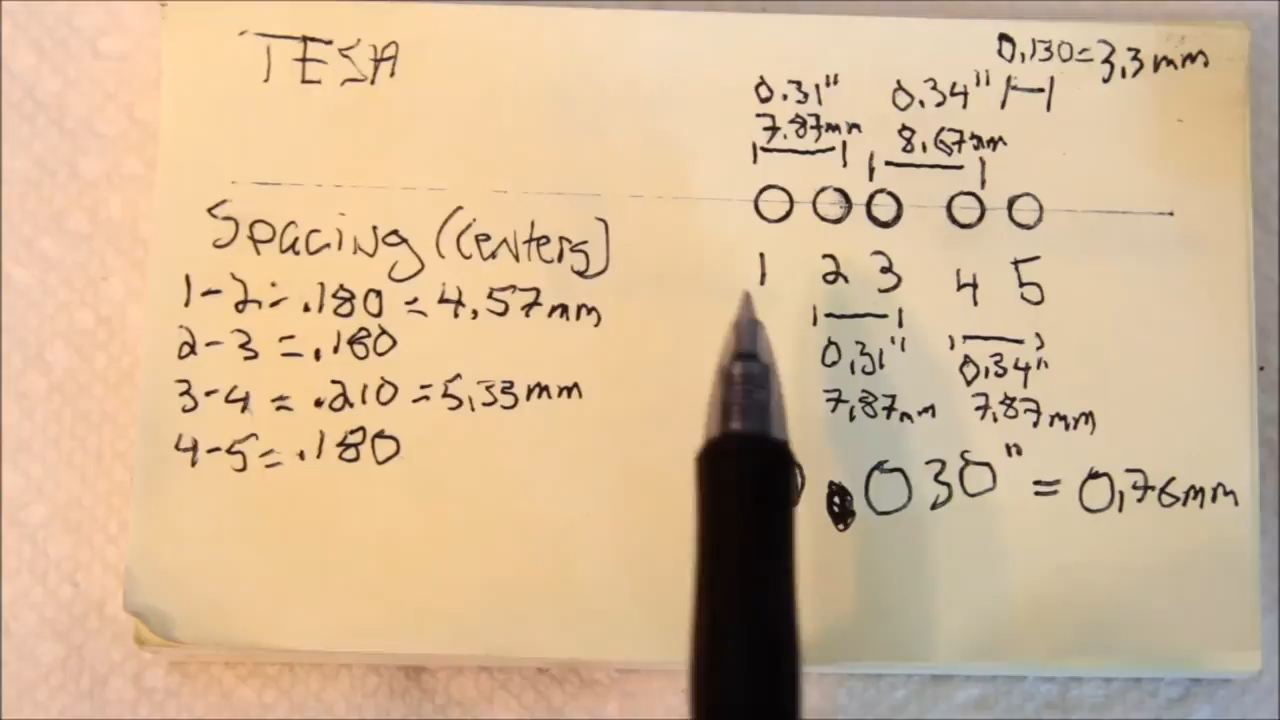 TESA
0,130=3,3mm
0.31" 0.34"
7.87mm 8.67mm
Spacing (Centers)
1 2 3 4 5
1-2=.180=4,57mm
2-3=.180
3-4=.210=5,33mm
4-5=.180
0,31" 0,34"
7,87mm 7,87mm
.030"=0,76mm